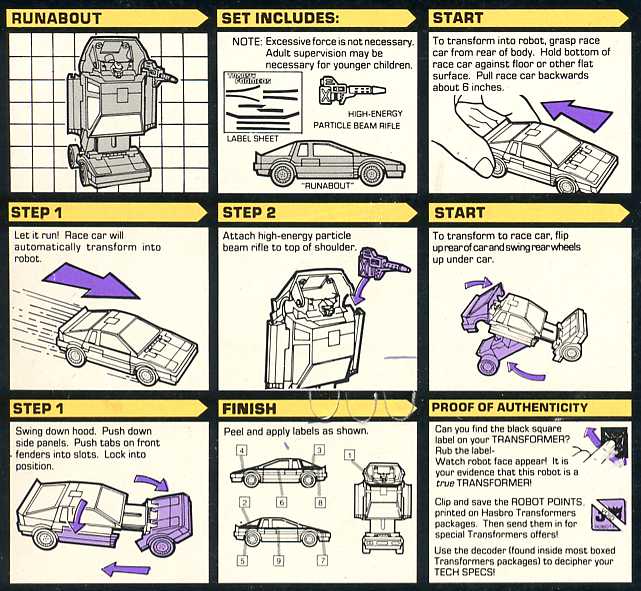 RUNABOUT
SET INCLUDES:
NOTE: Excessive force is not necessary.
Adult supervision may be
necessary for younger children.
TRANSFORMERS
LABEL SHEET
HIGH-ENERGY
PARTICLE BEAM RIFLE
"RUNABOUT"
START
To transform into robot, grasp race
car from rear of body. Hold bottom of
race car against floor or other flat
surface. Pull race car backwards
about 6 inches.
STEP 1
Let it run! Race car will
automatically transform into
robot.
STEP 2
Attach high-energy particle
beam rifle to top of shoulder.
START
To transform to race car, flip
up rear of car and swing rear wheels
up under car.
STEP 1
Swing down hood. Push down
side panels. Push tabs on front
fenders into slots. Lock into
position.
FINISH
Peel and apply labels as shown.
4 3 1
6 8
2
5 9 7
PROOF OF AUTHENTICITY
Can you find the black square
label on your TRANSFORMER?
Rub the label-
Watch robot face appear! It is
your evidence that this robot is a
true TRANSFORMER!
Clip and save the ROBOT POINTS,
printed on Hasbro Transformers
packages. Then send them in for
special Transformers offers!
Use the decoder (found inside most boxed
Transformers packages) to decipher your
TECH SPECS!